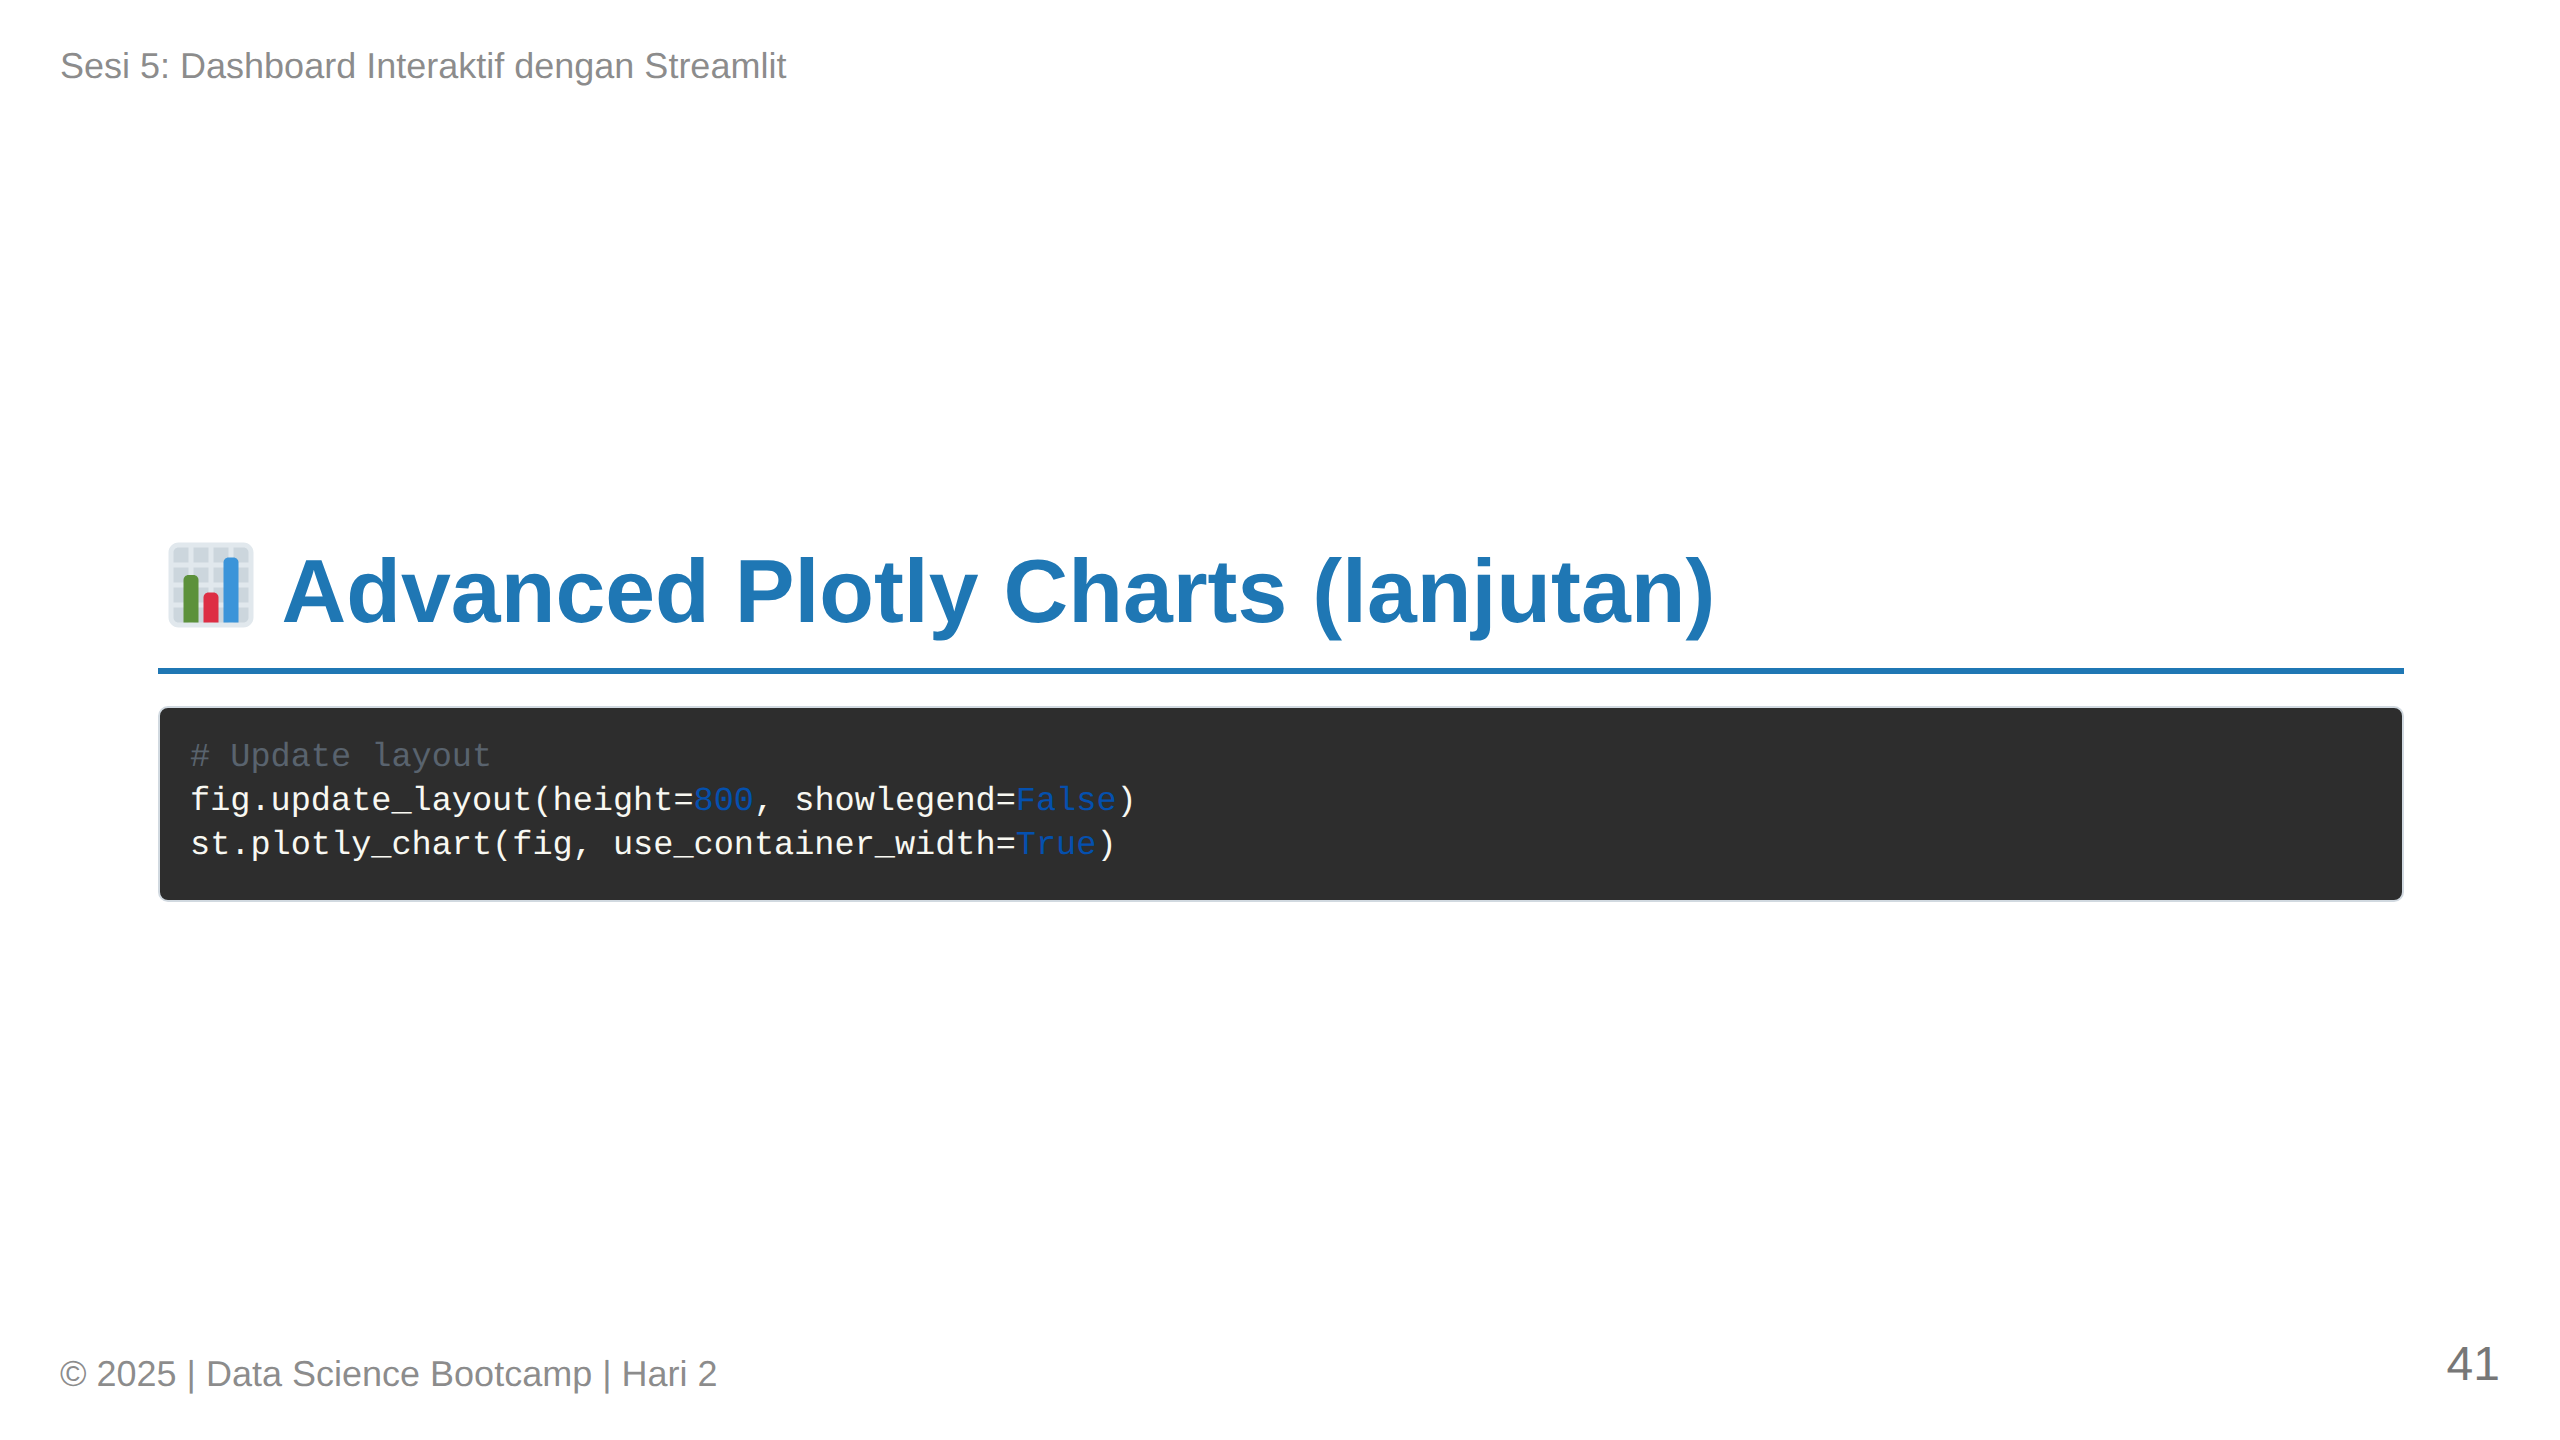 Sesi 5: Dashboard Interaktif dengan Streamlit
Advanced Plotly Charts (lanjutan)
# Update layout
fig.update_layout(height=800, showlegend=False)
st.plotly_chart(fig, use_container_width=True)
© 2025 | Data Science Bootcamp | Hari 2
41